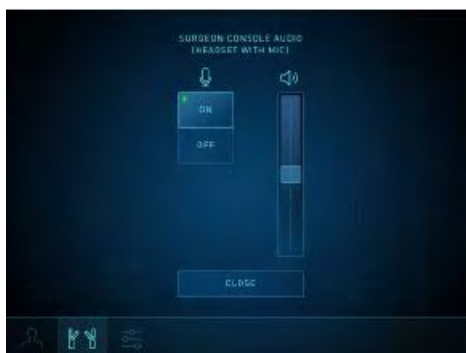 SURGEON CONSOLE AUDIO
(HEADSET WITH MIC)
ON
OFF
CLOSE